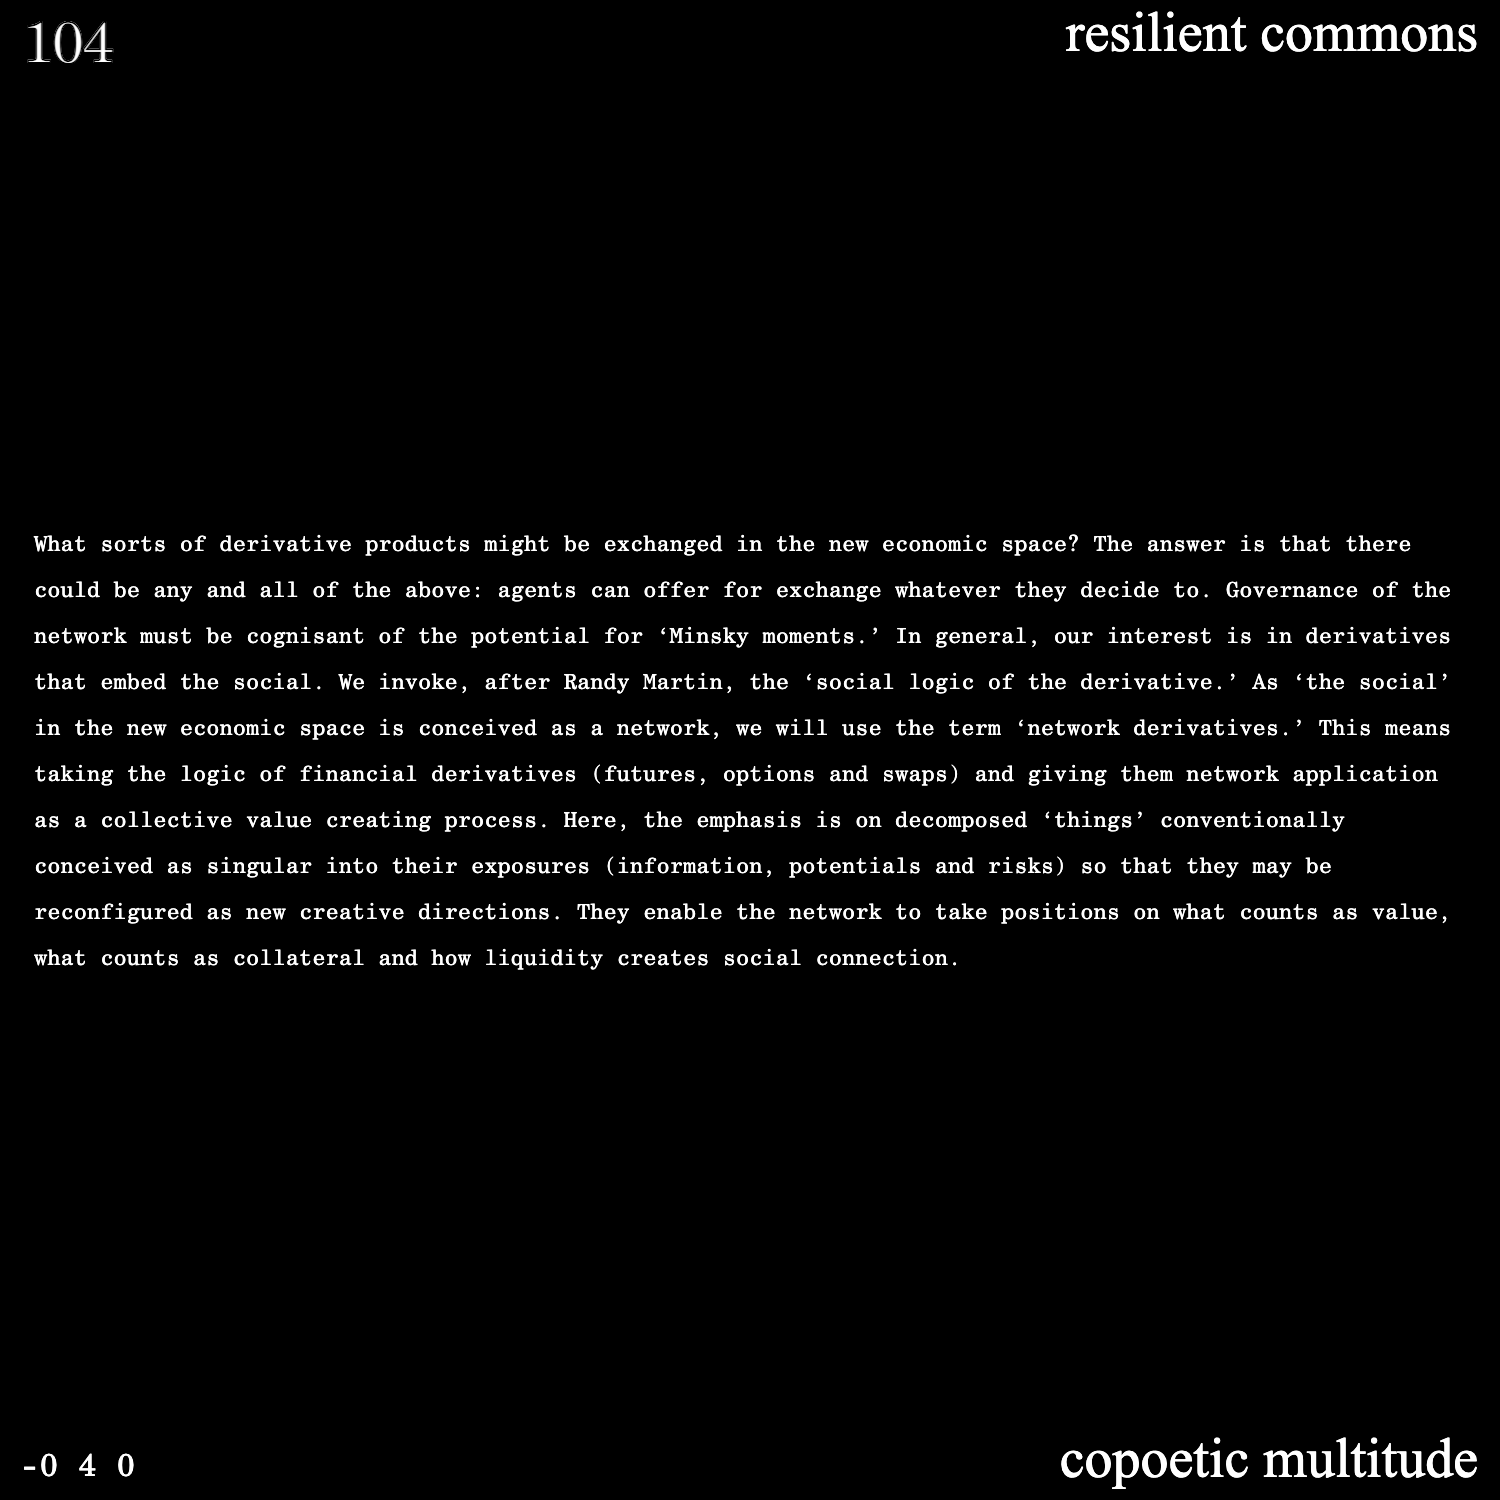 104
resilient commons
What sorts of derivative products might be exchanged in the new economic space? The answer is that there
could be any and all of the above: agents can offer for exchange whatever they decide to. Governance of the
network must be cognisant of the potential for ‘Minsky moments.’ In general, our interest is in derivatives
that embed the social. We invoke, after Randy Martin, the ‘social logic of the derivative.’ As ‘the social’
in the new economic space is conceived as a network, we will use the term ‘network derivatives.’ This means
taking the logic of financial derivatives (futures, options and swaps) and giving them network application
as a collective value creating process. Here, the emphasis is on decomposed ‘things’ conventionally
conceived as singular into their exposures (information, potentials and risks) so that they may be
reconfigured as new creative directions. They enable the network to take positions on what counts as value,
what counts as collateral and how liquidity creates social connection.
-0 4 0
copoetic multitude